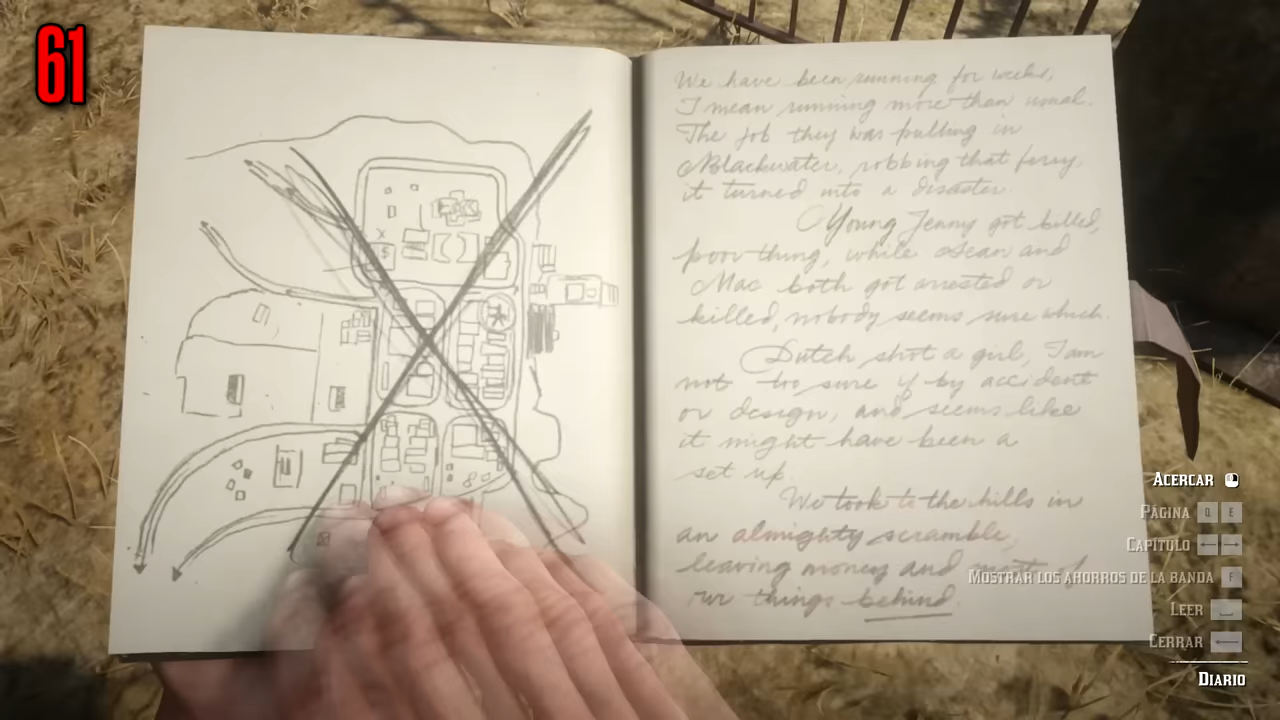 61
We have been running for weeks,
I mean running more than usual.
The job they was pulling in
Blackwater, robbing that ferry,
it turned into a disaster.
Young Jenny got killed,
poor thing, while Sean and
Mac both got arrested or
killed, nobody seems sure which.
Dutch shot a girl, I am
not too sure if by accident
or design, and seems like
it might have been a
set up.
We took to the hills in
an almighty scramble,
leaving money and most of
our things behind.
$
ACERCAR
PÁGINA Q E
CAPÍTULO
MOSTRAR LOS AHORROS DE LA BANDA F
LEER
CERRAR
DIARIO